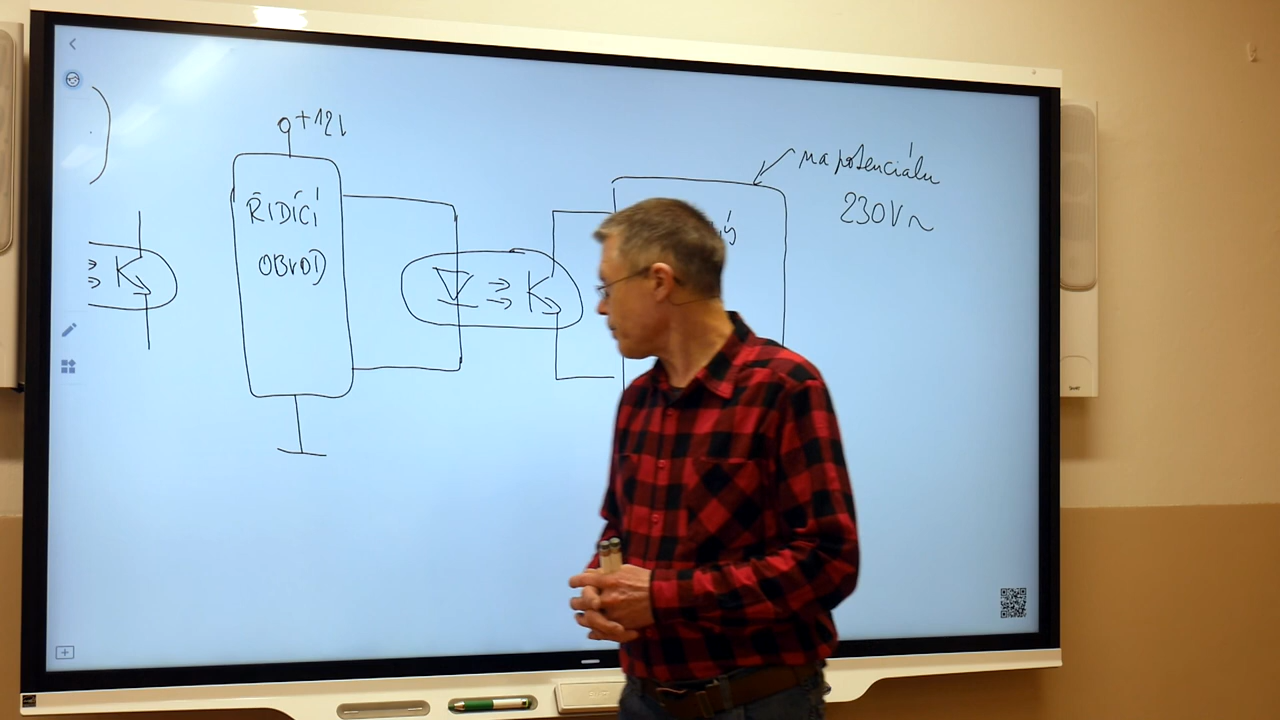 +12V
ŘÍDÍCÍ
OBVOD
na potenciálu
230V~